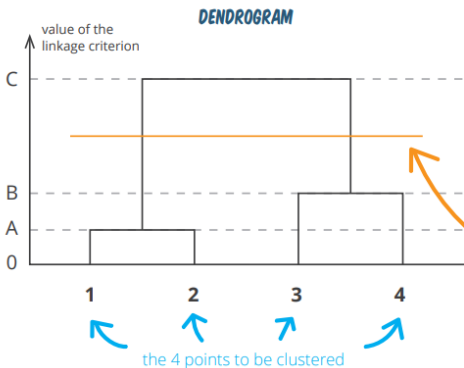 DENDROGRAM
value of the
linkage criterion
C
B
A
0
1 2 3 4
the 4 points to be clustered